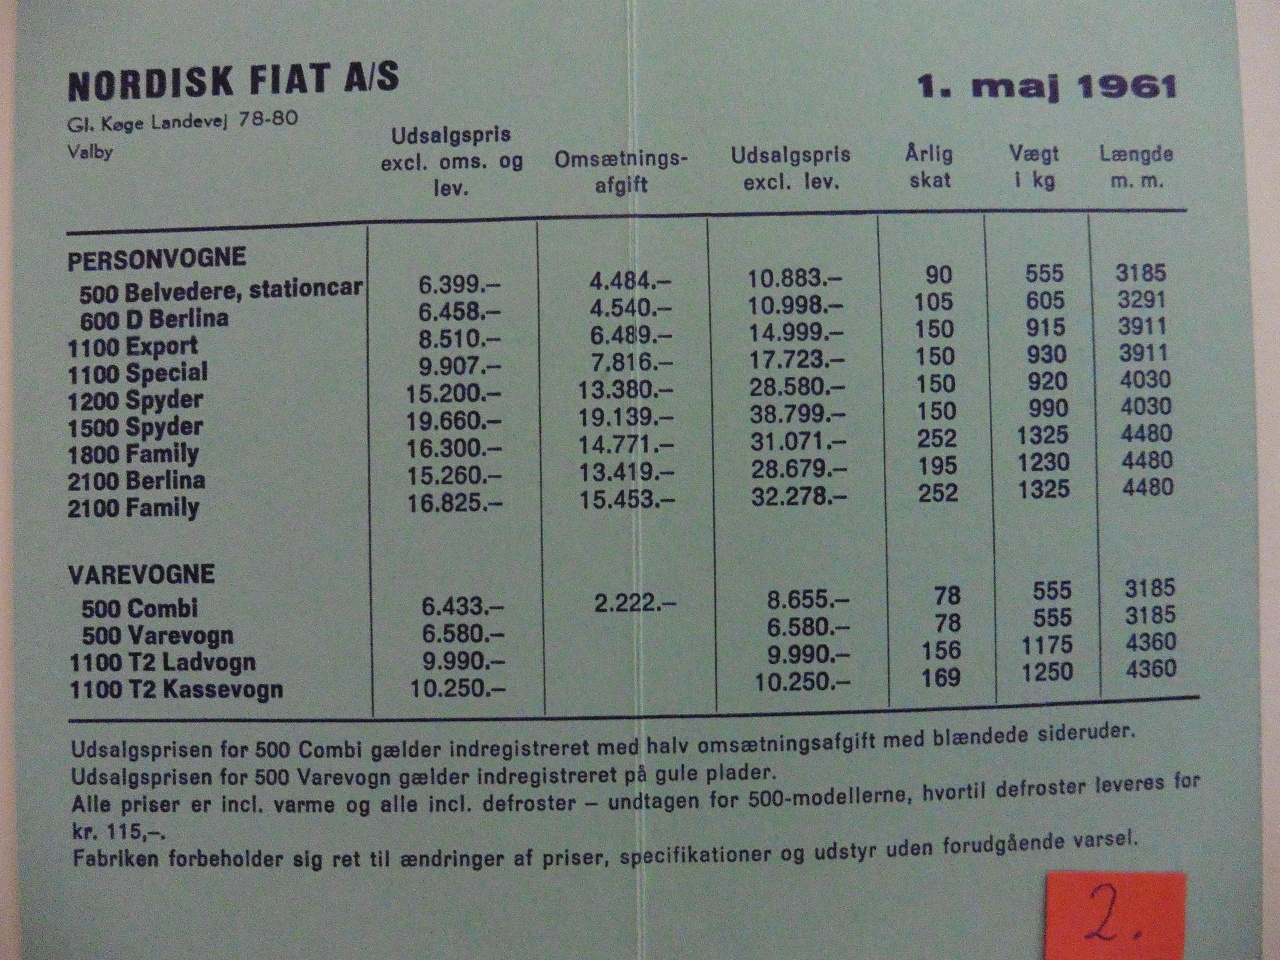 NORDISK FIAT A/S
1. maj 1961
Gl. Køge Landevej 78-80
Valby
Udsalgspris excl. oms. og lev. Omsætnings-afgift Udsalgspris excl. lev. Årlig skat Vægt i kg Længde m. m.
PERSONVOGNE
500 Belvedere, stationcar 6.399.– 4.484.– 10.883.– 90 555 3185
600 D Berlina 6.458.– 4.540.– 10.998.– 105 605 3291
1100 Export 8.510.– 6.489.– 14.999.– 150 915 3911
1100 Special 9.907.– 7.816.– 17.723.– 150 930 3911
1200 Spyder 15.200.– 13.380.– 28.580.– 150 920 4030
1500 Spyder 19.660.– 19.139.– 38.799.– 150 990 4030
1800 Family 16.300.– 14.771.– 31.071.– 252 1325 4480
2100 Berlina 15.260.– 13.419.– 28.679.– 195 1230 4480
2100 Family 16.825.– 15.453.– 32.278.– 252 1325 4480
VAREVOGNE
500 Combi 6.433.– 2.222.– 8.655.– 78 555 3185
500 Varevogn 6.580.– 6.580.– 78 555 3185
1100 T2 Ladvogn 9.990.– 9.990.– 156 1175 4360
1100 T2 Kassevogn 10.250.– 10.250.– 169 1250 4360
Udsalgsprisen for 500 Combi gælder indregistreret med halv omsætningsafgift med blændede sideruder.
Udsalgsprisen for 500 Varevogn gælder indregistreret på gule plader.
Alle priser er incl. varme og alle incl. defroster – undtagen for 500-modellerne, hvortil defroster leveres for
kr. 115,–.
Fabriken forbeholder sig ret til ændringer af priser, specifikationer og udstyr uden forudgående varsel.
2.